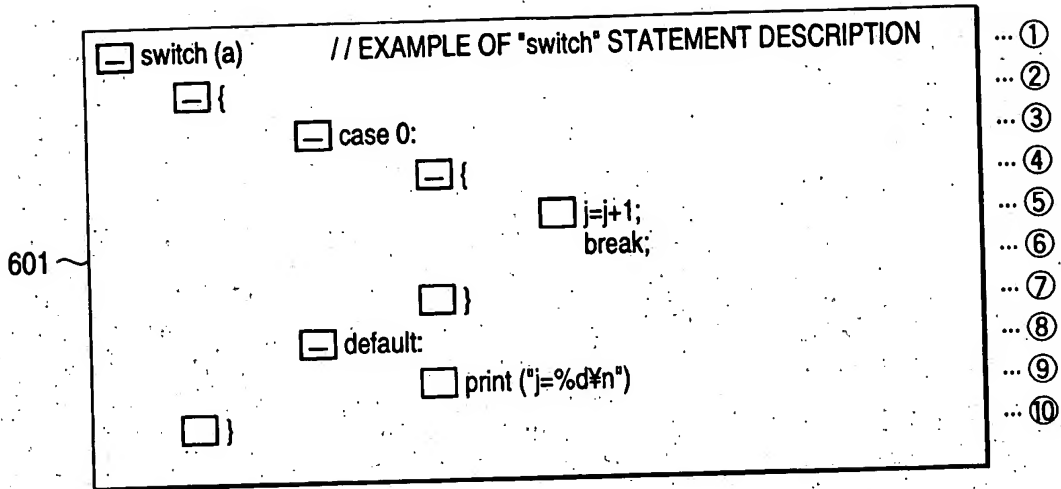 switch (a) //EXAMPLE OF "switch" STATEMENT DESCRIPTION ... ①
{ ... ②
case 0: ... ③
{ ... ④
j=j+1; ... ⑤
break; ... ⑥
601
} ... ⑦
default: ... ⑧
print ("j=%d¥n") ... ⑨
} ... ⑩